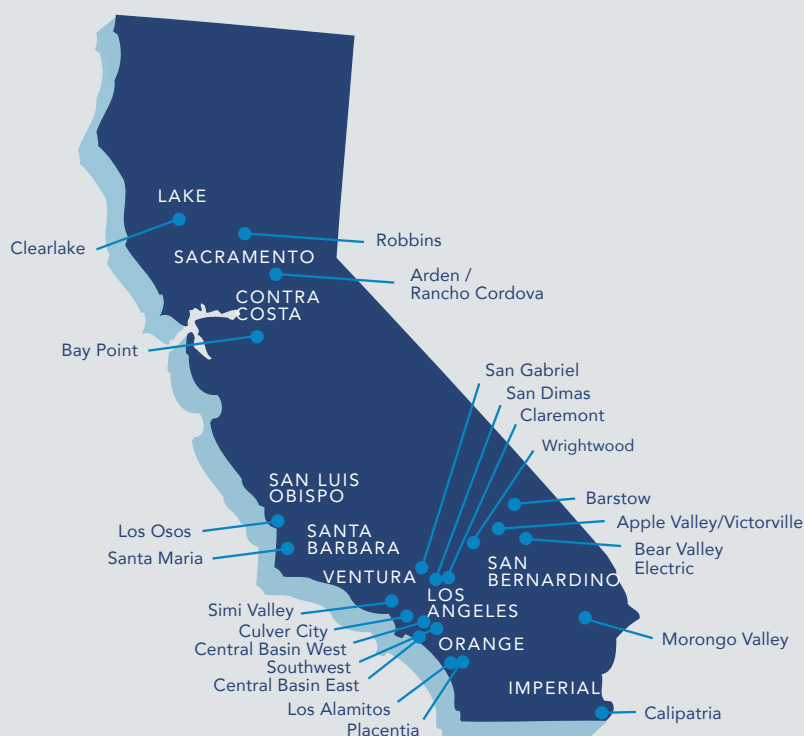 LAKE
Clearlake
Robbins
SACRAMENTO
Arden /
Rancho Cordova
CONTRA
COSTA
Bay Point
San Gabriel
San Dimas
Claremont
Wrightwood
SAN LUIS
OBISPO
Barstow
Los Osos
Apple Valley/Victorville
SANTA
BARBARA
Santa Maria
Bear Valley
Electric
VENTURA
SAN
BERNARDINO
LOS
ANGELES
Simi Valley
Culver City
Central Basin West
Southwest
Central Basin East
ORANGE
Morongo Valley
Los Alamitos
Placentia
IMPERIAL
Calipatria